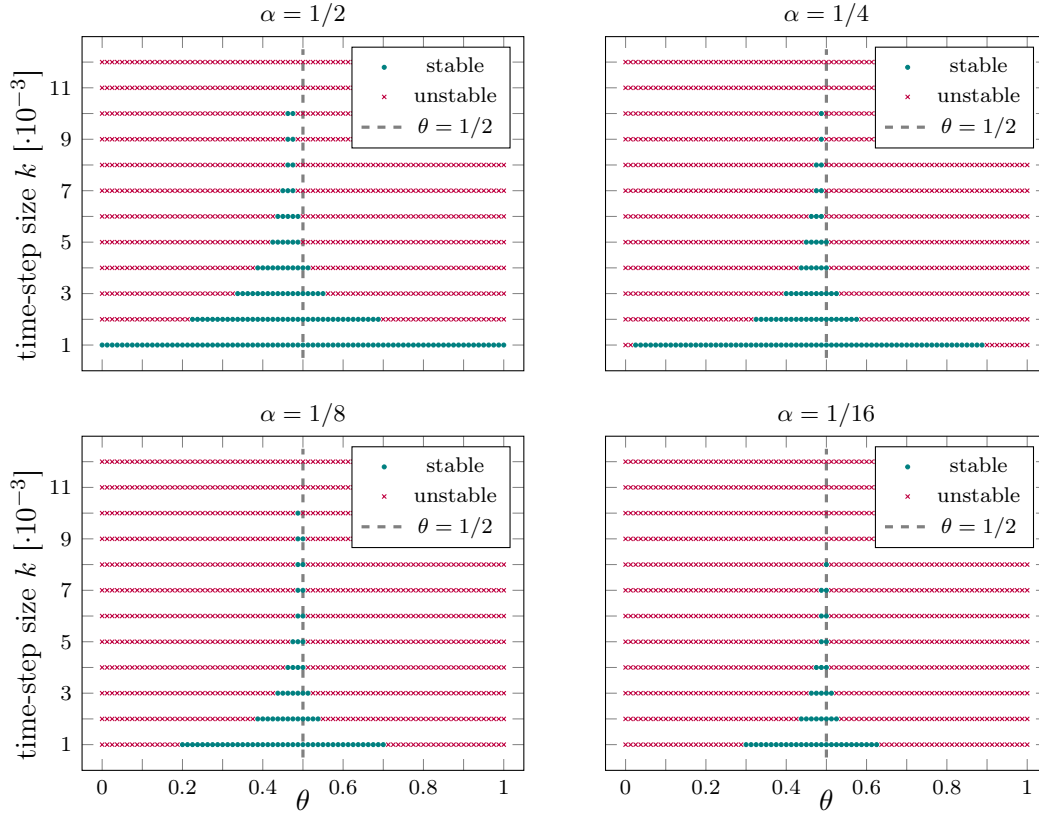 α = 1/2
α = 1/4
stable
unstable
θ = 1/2
stable
unstable
θ = 1/2
time-step size k [·10⁻³]
11
9
7
5
3
1
α = 1/8
α = 1/16
stable
unstable
θ = 1/2
stable
unstable
θ = 1/2
time-step size k [·10⁻³]
11
9
7
5
3
1
0 0.2 0.4 0.6 0.8 1
θ
0 0.2 0.4 0.6 0.8 1
θ